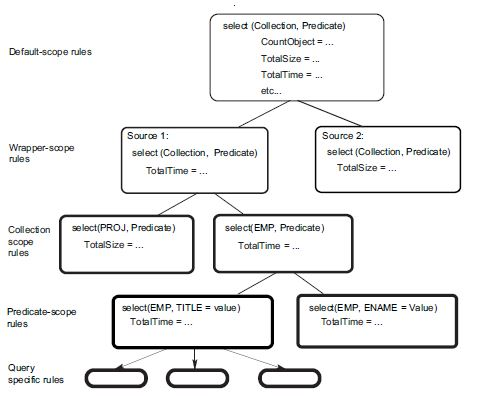 select (Collection, Predicate)
CountObject = ...
Default-scope rules
TotalSize = ...
TotalTime = ...
etc...
Source 1:
Source 2:
Wrapper-scope
rules
select (Collection, Predicate)
select (Collection, Predicate)
TotalTime = ...
TotalSize = ...
Collection
scope
rules
select(PROJ, Predicate)
TotalSize = ...
select(EMP, Predicate)
TotalTime = ...
Predicate-scope
rules
select(EMP, TITLE = value)
TotalTime = ...
select(EMP, ENAME = Value)
TotalTime = ...
Query
specific rules